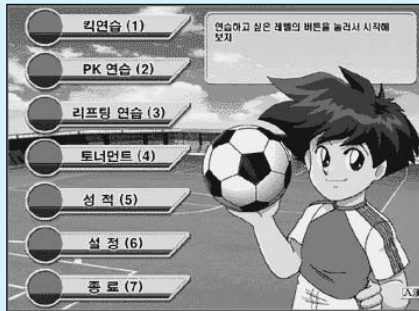 킥연습 (1)
PK 연습 (2)
리프팅 연습 (3)
토너먼트 (4)
성 적 (5)
설 정 (6)
종 료 (7)
연습하고 싶은 레벨의 버튼을 눌러서 시작해
보자